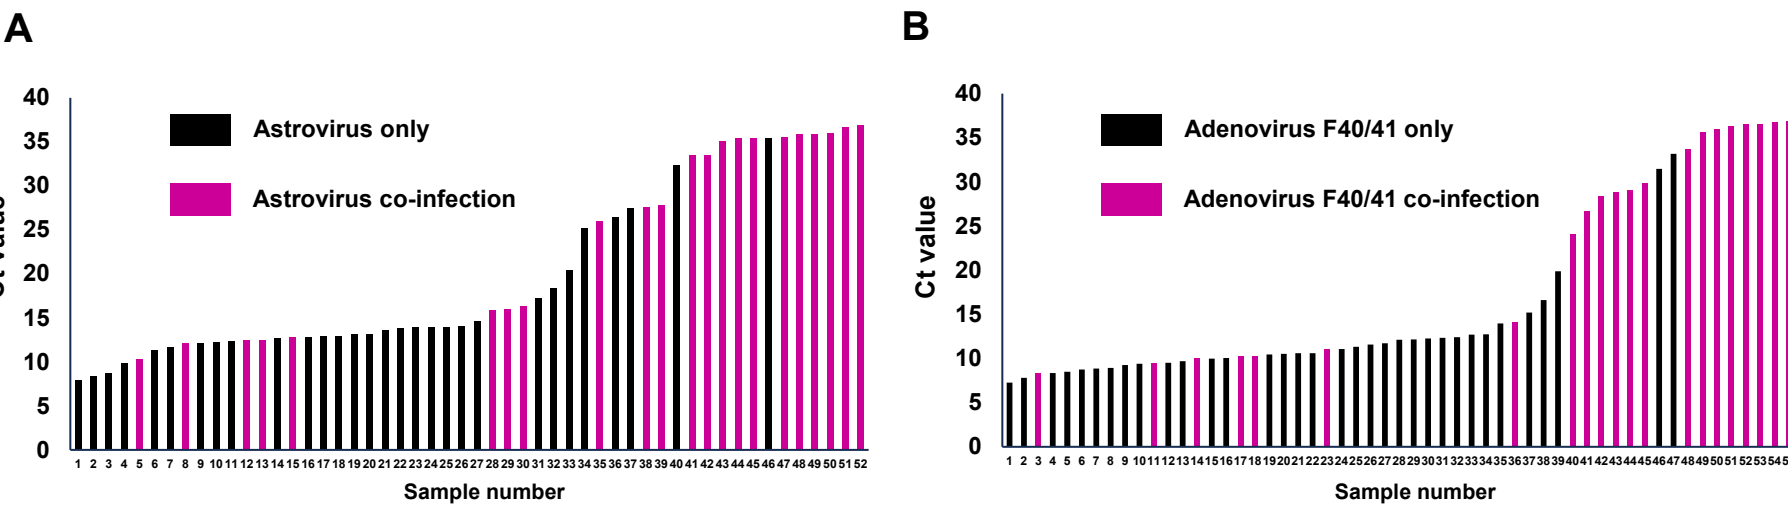 A
40
35
30
25
20
15
10
5
0
Astrovirus only
Astrovirus co-infection
1 2 3 4 5 6 7 8 9 10 11 12 13 14 15 16 17 18 19 20 21 22 23 24 25 26 27 28 29 30 31 32 33 34 35 36 37 38 39 40 41 42 43 44 45 46 47 48 49 50 51 52
Sample number
B
Ct value
40
35
30
25
20
15
10
5
0
Adenovirus F40/41 only
Adenovirus F40/41 co-infection
1 2 3 4 5 6 7 8 9 10 11 12 13 14 15 16 17 18 19 20 21 22 23 24 25 26 27 28 29 30 31 32 33 34 35 36 37 38 39 40 41 42 43 44 45 46 47 48 49 50 51 52 53 54
Sample number